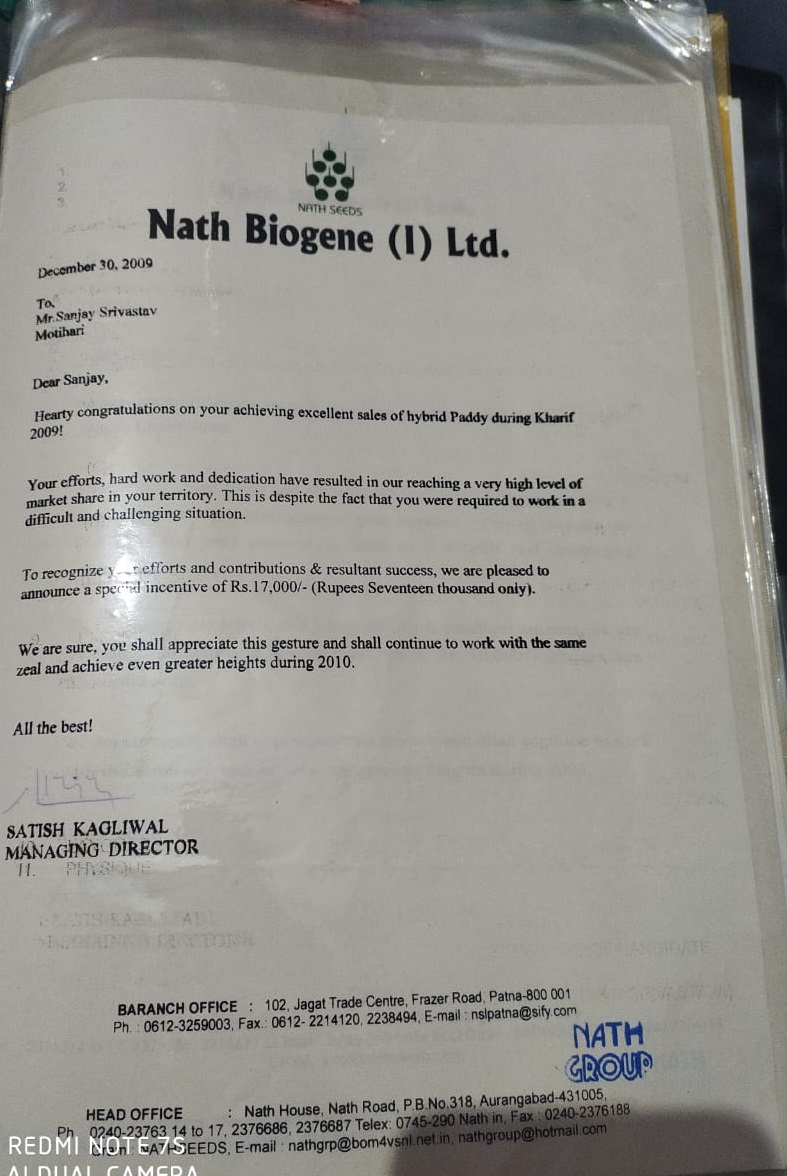 NATH SEEDS
Nath Biogene (I) Ltd.
December 30, 2009
To,
Mr.Sanjay Srivastav
Motihari
Dear Sanjay,
Hearty congratulations on your achieving excellent sales of hybrid Paddy during Kharif
2009!
Your efforts, hard work and dedication have resulted in our reaching a very high level of
market share in your territory. This is despite the fact that you were required to work in a
difficult and challenging situation.
To recognize your efforts and contributions & resultant success, we are pleased to
announce a special incentive of Rs.17,000/- (Rupees Seventeen thousand only).
We are sure, you shall appreciate this gesture and shall continue to work with the same
zeal and achieve even greater heights during 2010.
All the best!
SATISH KAGLIWAL
MANAGING DIRECTOR
11. PHYSIQUE
BARANCH OFFICE : 102, Jagat Trade Centre, Frazer Road, Patna-800 001
Ph. : 0612-3259003, Fax.: 0612- 2214120, 2238494, E-mail : nslpatna@sify.com
NATH
GROUP
HEAD OFFICE : Nath House, Nath Road, P.B.No.318, Aurangabad-431005,
Ph 0240-23763 14 to 17, 2376686, 2376687 Telex: 0745-290 Nath in, Fax : 0240-2376188
NATHSEEDS, E-mail : nathgrp@bom4vsnl.net.in, nathgroup@hotmail.com
REDMI NOTE 7S
AI DUAL CAMERA